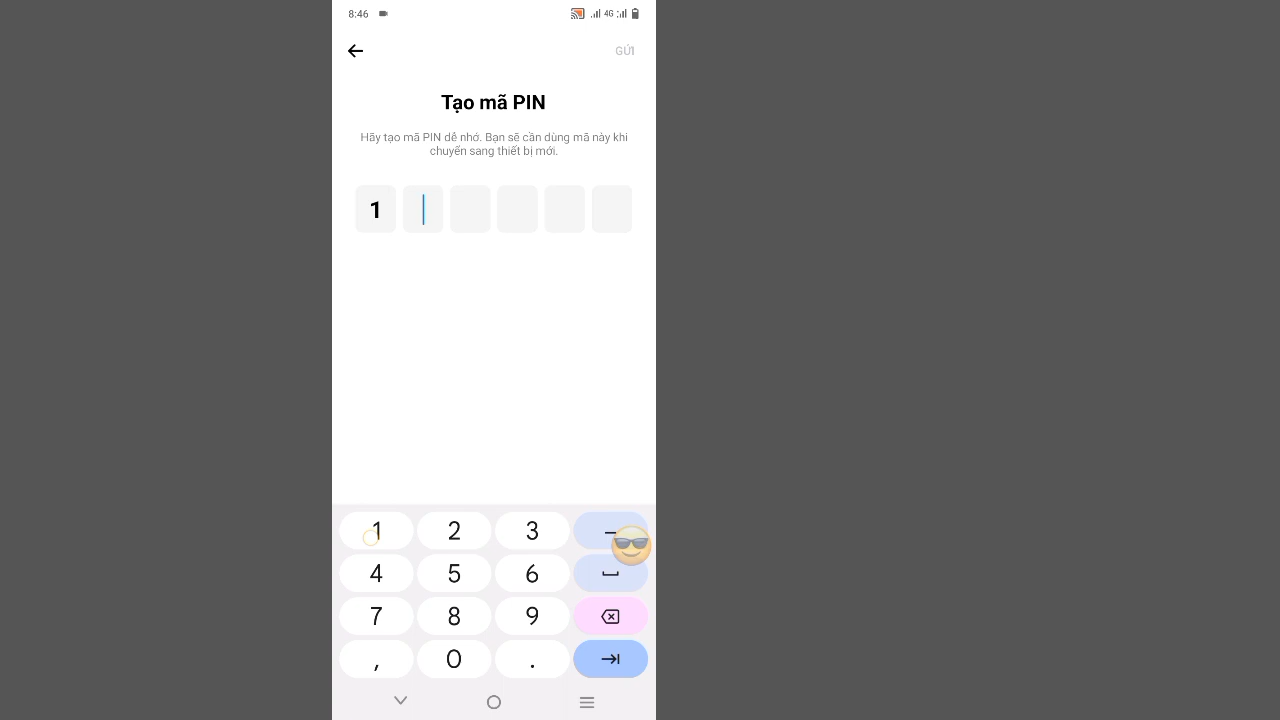 8:46
4G
GỬI
Tạo mã PIN
Hãy tạo mã PIN dễ nhớ. Bạn sẽ cần dùng mã này khi
chuyển sang thiết bị mới.
1
1 2 3 –
4 5 6
7 8 9
, 0 .